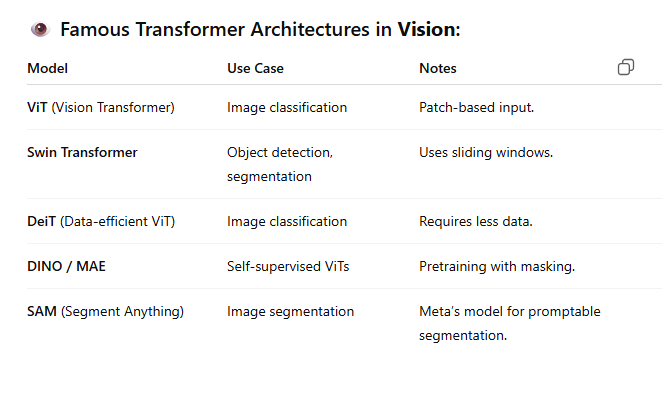 👁️ Famous Transformer Architectures in Vision:
Model Use Case Notes
ViT (Vision Transformer) Image classification Patch-based input.
Swin Transformer Object detection, segmentation Uses sliding windows.
DeiT (Data-efficient ViT) Image classification Requires less data.
DINO / MAE Self-supervised ViTs Pretraining with masking.
SAM (Segment Anything) Image segmentation Meta's model for promptable segmentation.